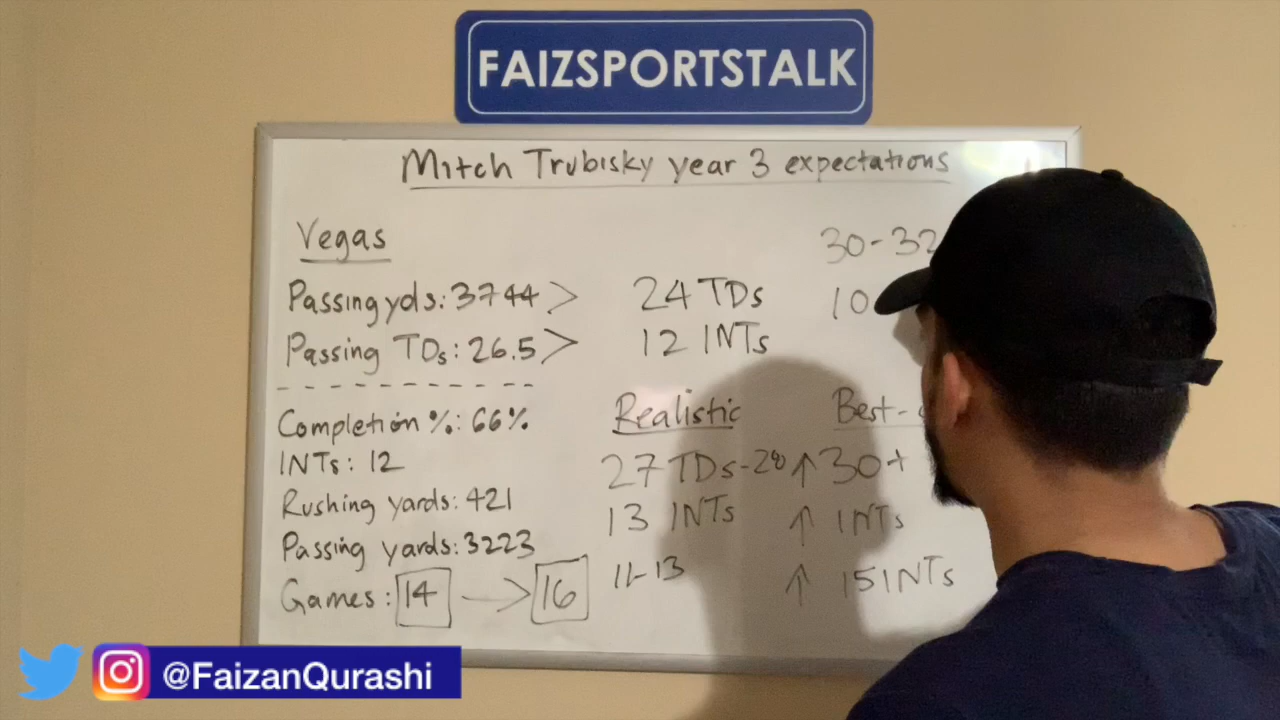 FAIZSPORTSTALK
Mitch Trubisky year 3 expectations
Vegas
Passing yds: 3744 >
Passing TDs: 26.5 >
Completion %: 66%
INTs: 12
Rushing yards: 421
Passing yards: 3223
Games: 14 → 16
24 TDs
12 INTs
Realistic
27 TDs-28
13 INTs
11-13
30-32
10
Best-
↑ 30+
↑ INTs
↑ 15 INTs
@FaizanQurashi